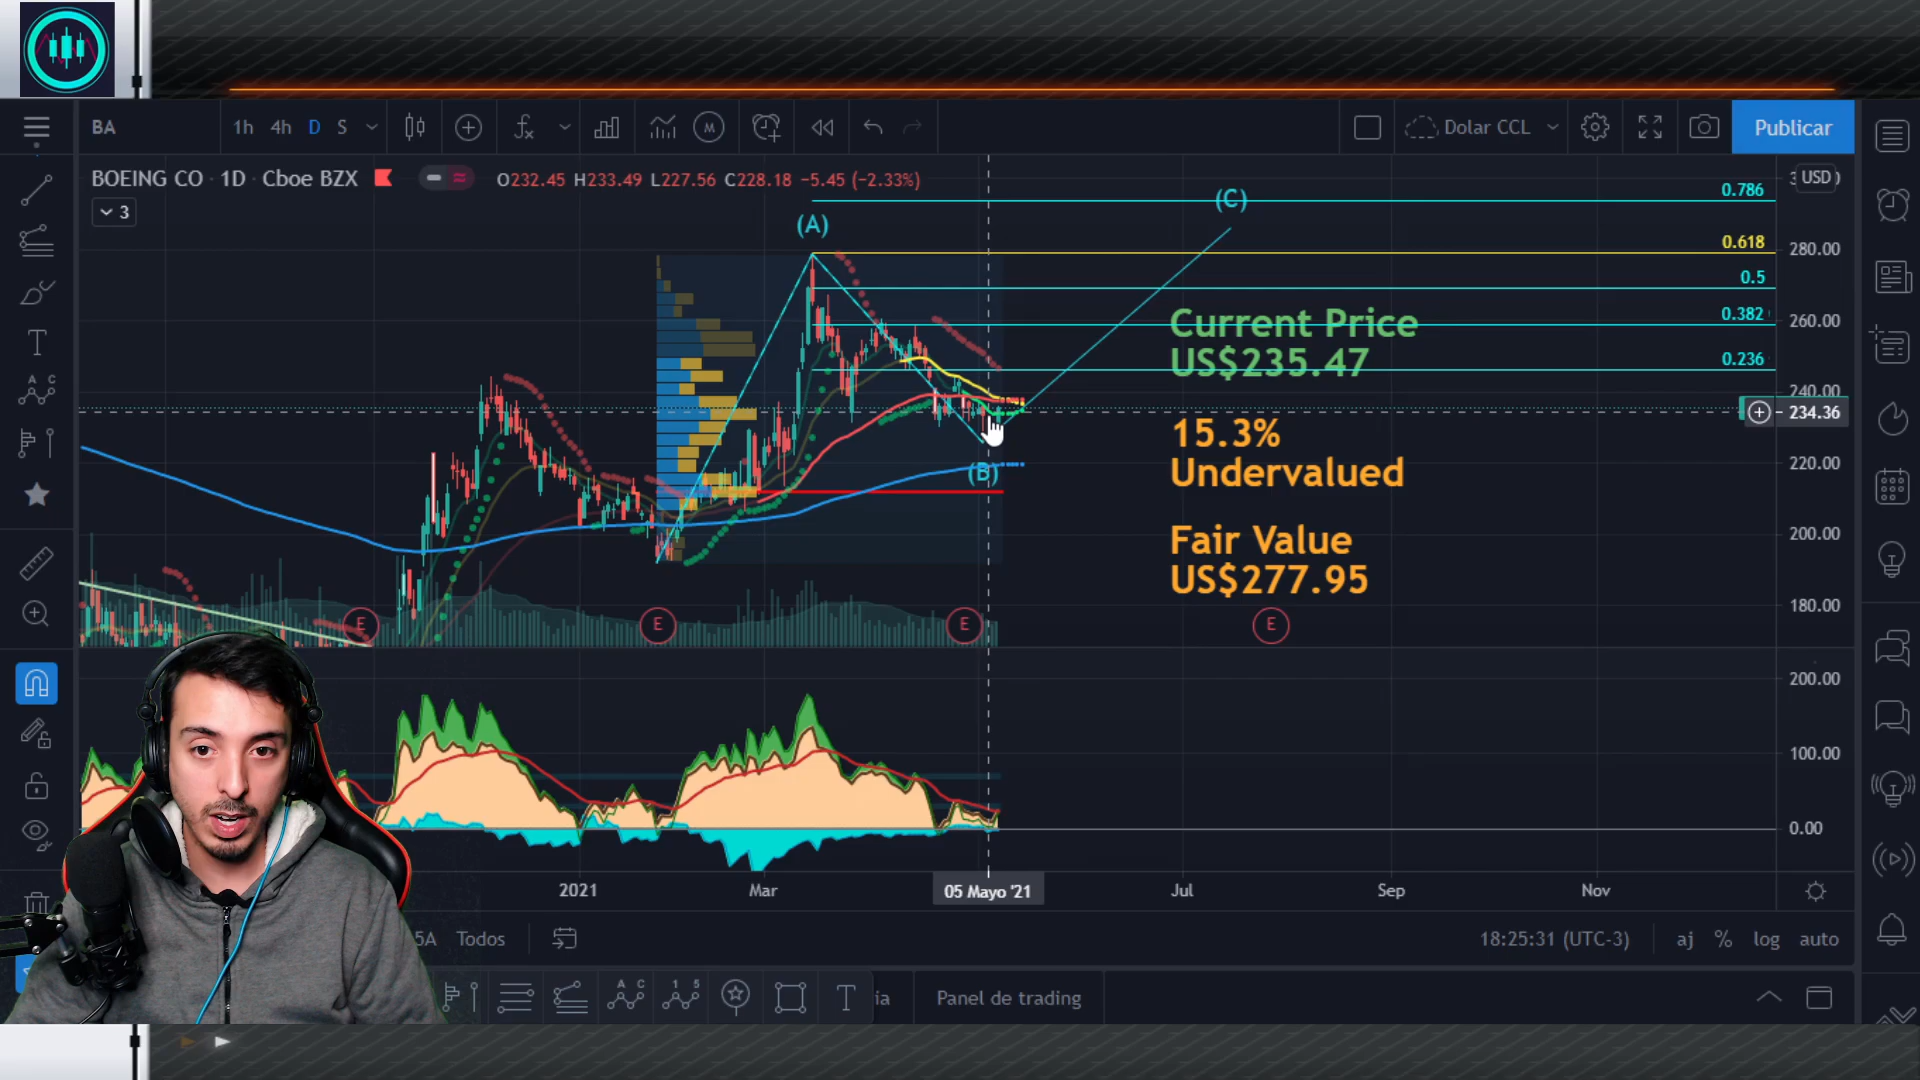 BA 1h 4h D S fx M Dolar CCL Publicar
BOEING CO · 1D · Cboe BZX O232.45 H233.49 L227.56 C228.18 −5.45 (−2.33%)
USD
3
0.786
(C)
(A)
0.618
280.00
0.5
Current Price
0.382
260.00
US$235.47
0.236
240.00
234.36
15.3%
Undervalued
220.00
(B)
Fair Value
200.00
US$277.95
180.00
E E E E
200.00
100.00
0.00
2021 Mar 05 Mayo '21 Jul Sep Nov
5A Todos 18:25:31 (UTC-3) aj % log auto
A C 1 5 T ia Panel de trading
T
A C